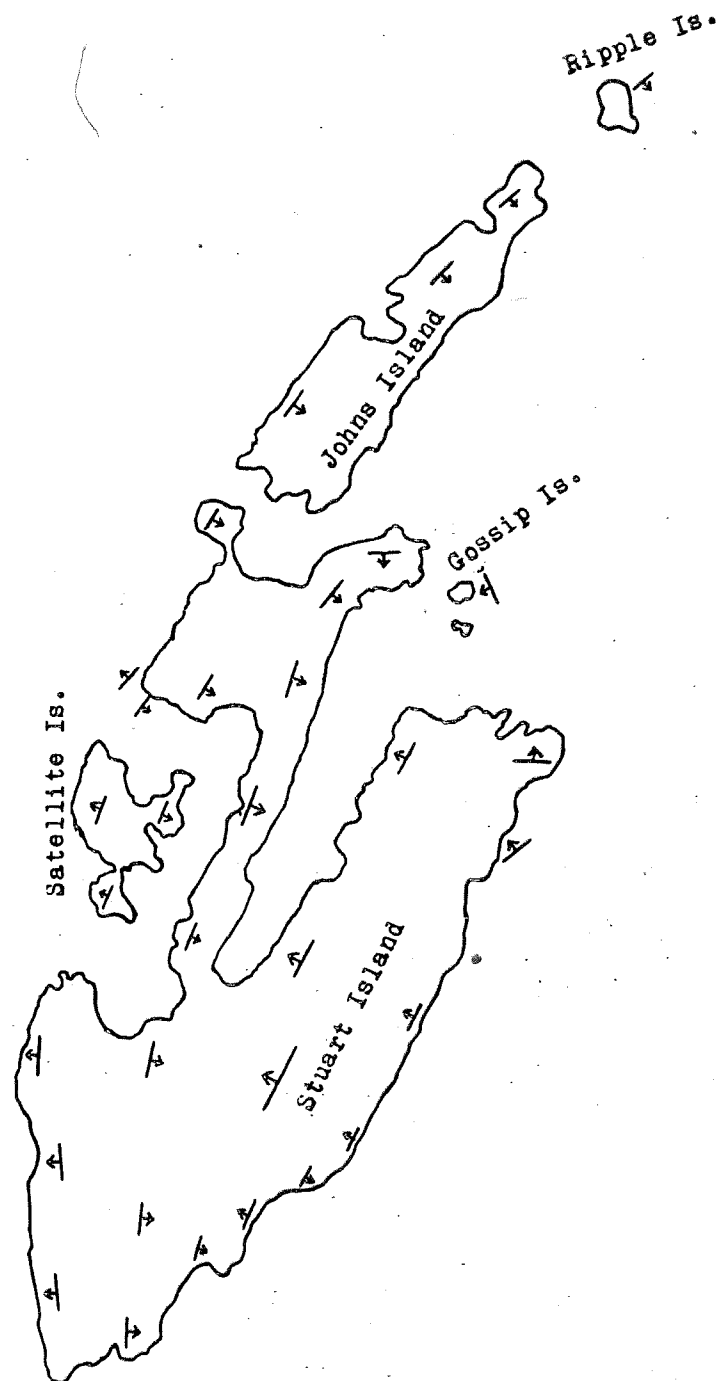 Ripple Is.
Johns Island
Gossip Is.
Satellite Is.
Stuart Island